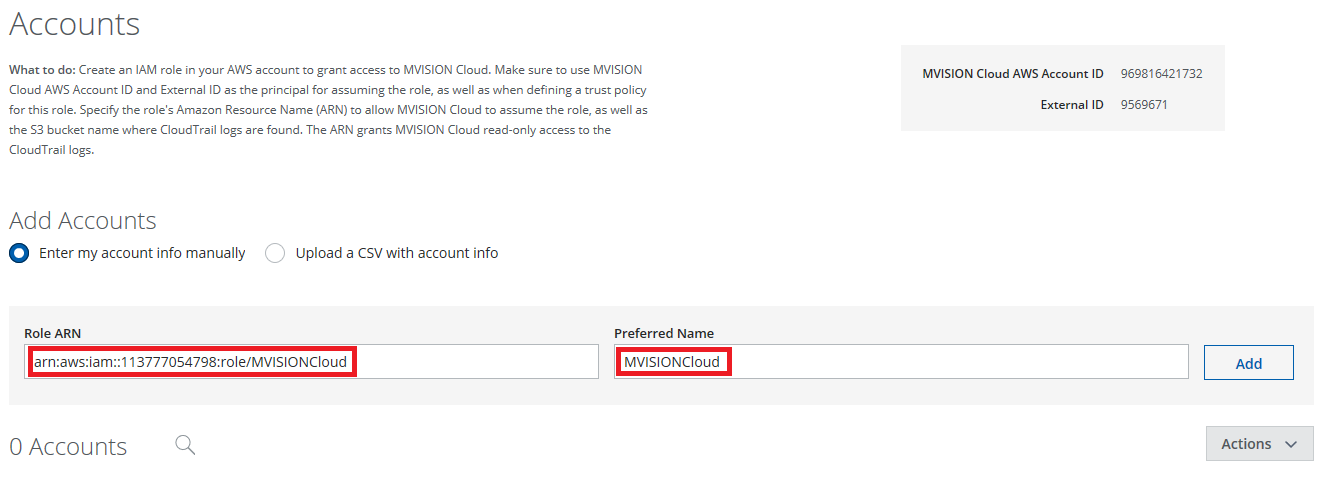 Accounts
What to do: Create an IAM role in your AWS account to grant access to MVISION Cloud. Make sure to use MVISION
Cloud AWS Account ID and External ID as the principal for assuming the role, as well as when defining a trust policy
for this role. Specify the role's Amazon Resource Name (ARN) to allow MVISION Cloud to assume the role, as well as
the S3 bucket name where CloudTrail logs are found. The ARN grants MVISION Cloud read-only access to the
CloudTrail logs.
MVISION Cloud AWS Account ID 969816421732
External ID 9569671
Add Accounts
Enter my account info manually Upload a CSV with account info
Role ARN Preferred Name
arn:aws:iam::113777054798:role/MVISIONCloud MVISIONCloud Add
0 Accounts Actions